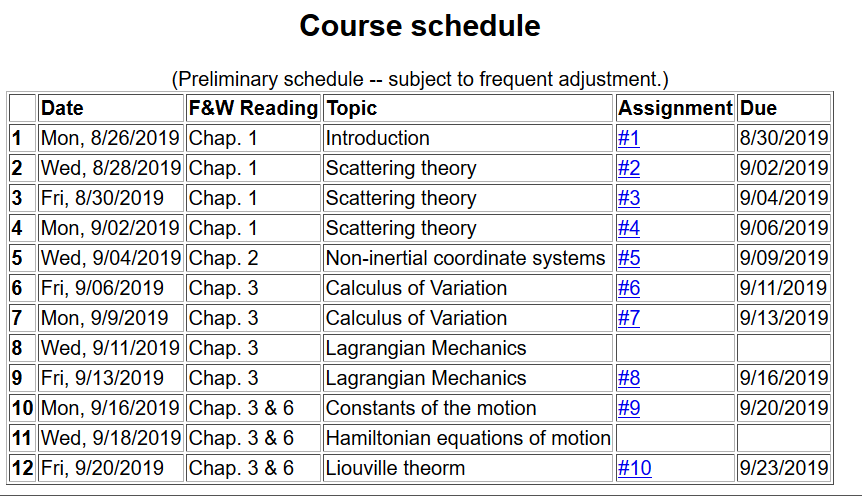 Course schedule
(Preliminary schedule -- subject to frequent adjustment.)
Date F&W Reading Topic Assignment Due
1 Mon, 8/26/2019 Chap. 1 Introduction #1 8/30/2019
2 Wed, 8/28/2019 Chap. 1 Scattering theory #2 9/02/2019
3 Fri, 8/30/2019 Chap. 1 Scattering theory #3 9/04/2019
4 Mon, 9/02/2019 Chap. 1 Scattering theory #4 9/06/2019
5 Wed, 9/04/2019 Chap. 2 Non-inertial coordinate systems #5 9/09/2019
6 Fri, 9/06/2019 Chap. 3 Calculus of Variation #6 9/11/2019
7 Mon, 9/9/2019 Chap. 3 Calculus of Variation #7 9/13/2019
8 Wed, 9/11/2019 Chap. 3 Lagrangian Mechanics
9 Fri, 9/13/2019 Chap. 3 Lagrangian Mechanics #8 9/16/2019
10 Mon, 9/16/2019 Chap. 3 & 6 Constants of the motion #9 9/20/2019
11 Wed, 9/18/2019 Chap. 3 & 6 Hamiltonian equations of motion
12 Fri, 9/20/2019 Chap. 3 & 6 Liouville theorm #10 9/23/2019